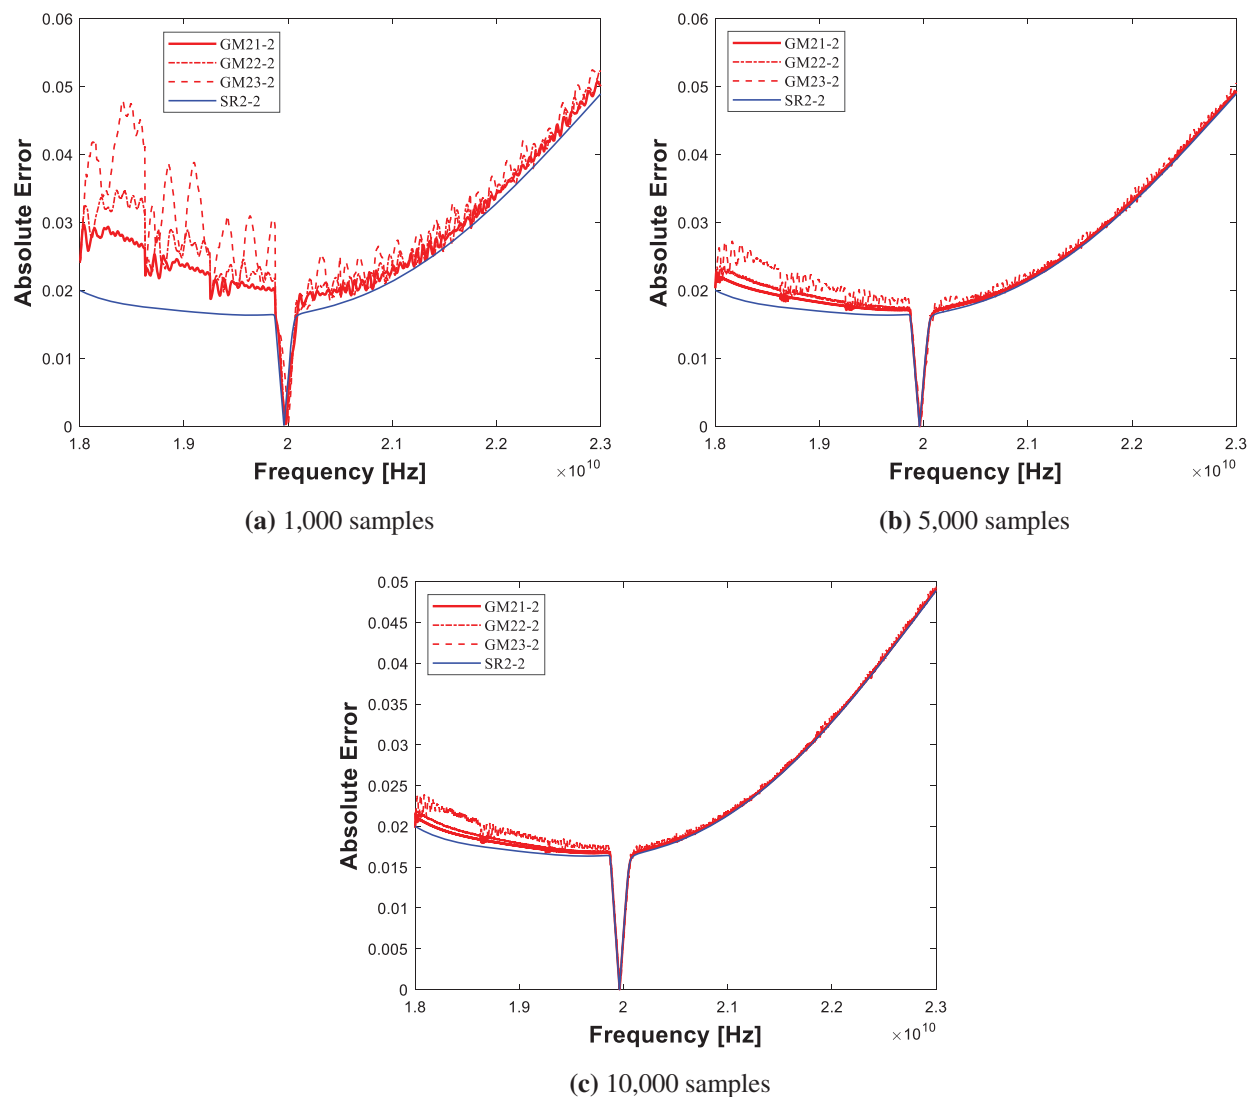 0.06
0.05
0.04
0.03
0.02
0.01
0
Absolute Error
GM21-2
GM22-2
GM23-2
SR2-2
1.8 1.9 2 2.1 2.2 2.3
Frequency [Hz]
×10^10
(a) 1,000 samples
0.06
0.05
0.04
0.03
0.02
0.01
0
Absolute Error
GM21-2
GM22-2
GM23-2
SR2-2
1.8 1.9 2 2.1 2.2 2.3
Frequency [Hz]
×10^10
(b) 5,000 samples
0.05
0.045
0.04
0.035
0.03
0.025
0.02
0.015
0.01
0.005
0
Absolute Error
GM21-2
GM22-2
GM23-2
SR2-2
1.8 1.9 2 2.1 2.2 2.3
Frequency [Hz]
×10^10
(c) 10,000 samples